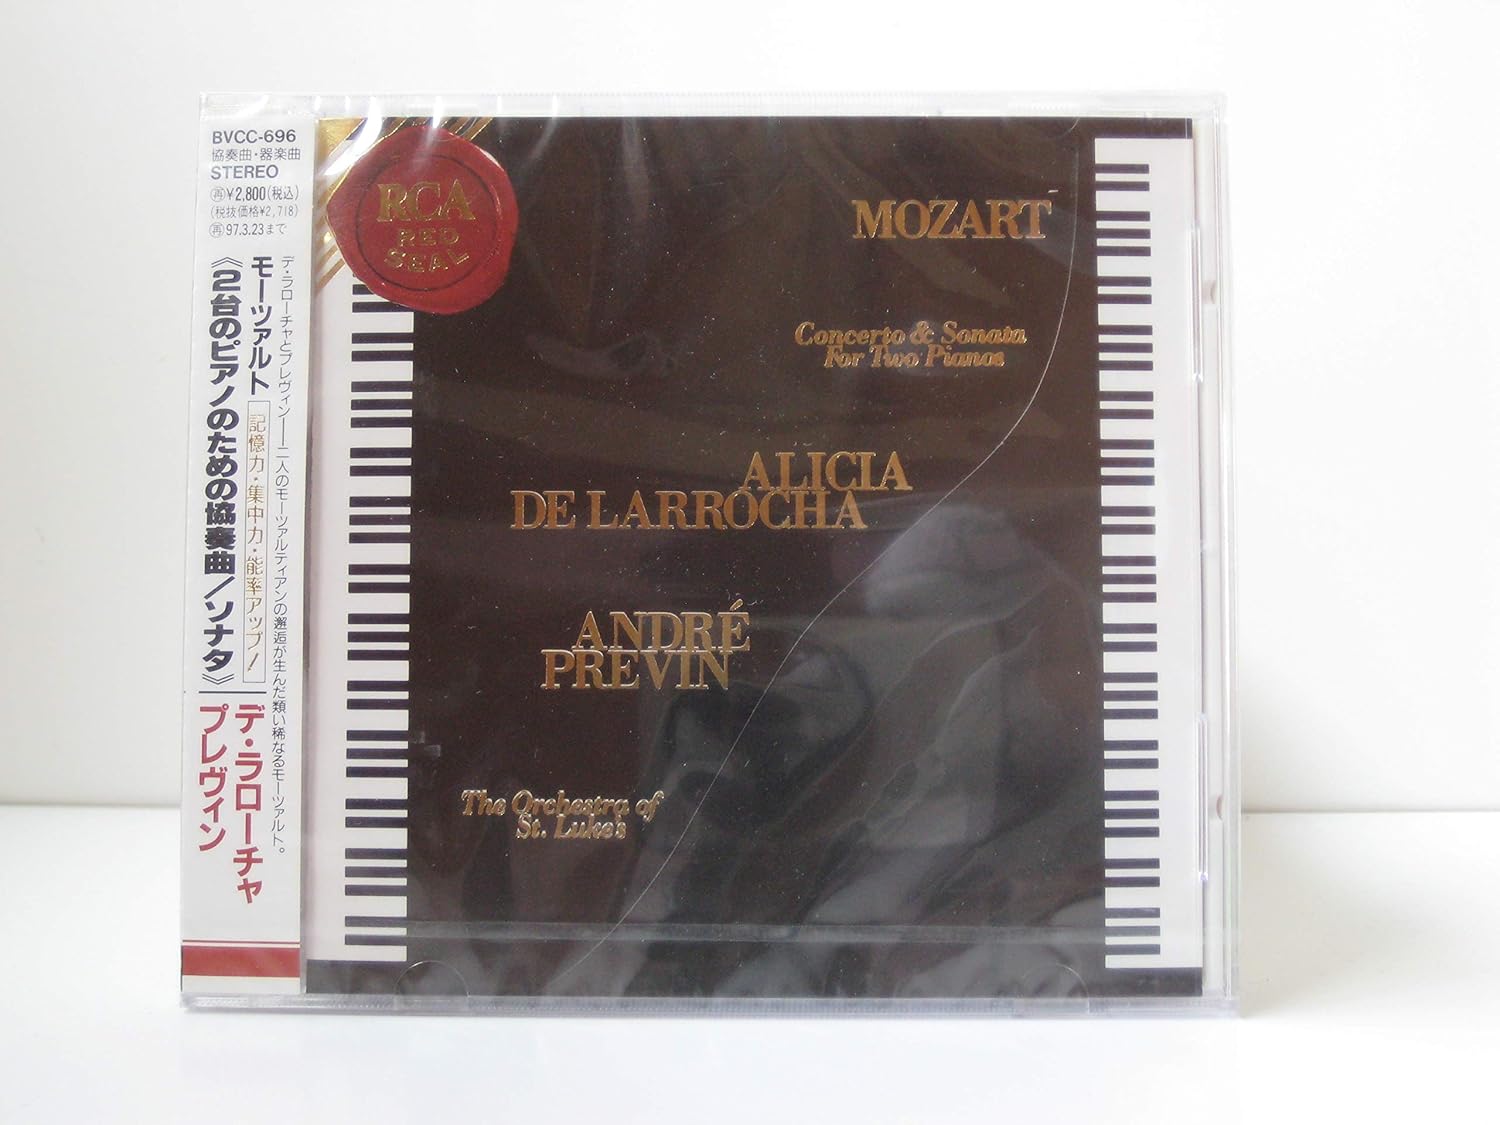 BVCC-696
協奏曲・器楽曲
STEREO
再¥2,800(税込)
(税抜価格¥2,718)
再97.3.23まで
デ・ラローチャとプレヴィン――二人のモーツァルティアンの邂逅が生んだ類い稀なるモーツァルト。
モーツァルト
記憶力・集中力・能率アップ!
《2台のピアノのための協奏曲/ソナタ》
デ・ラローチャ
プレヴィン
RCA
RED
SEAL
MOZART
Concerto & Sonata
For Two Pianos
ALICIA
DE LARROCHA
ANDRÉ
PREVIN
The Orchestra of
St. Luke's